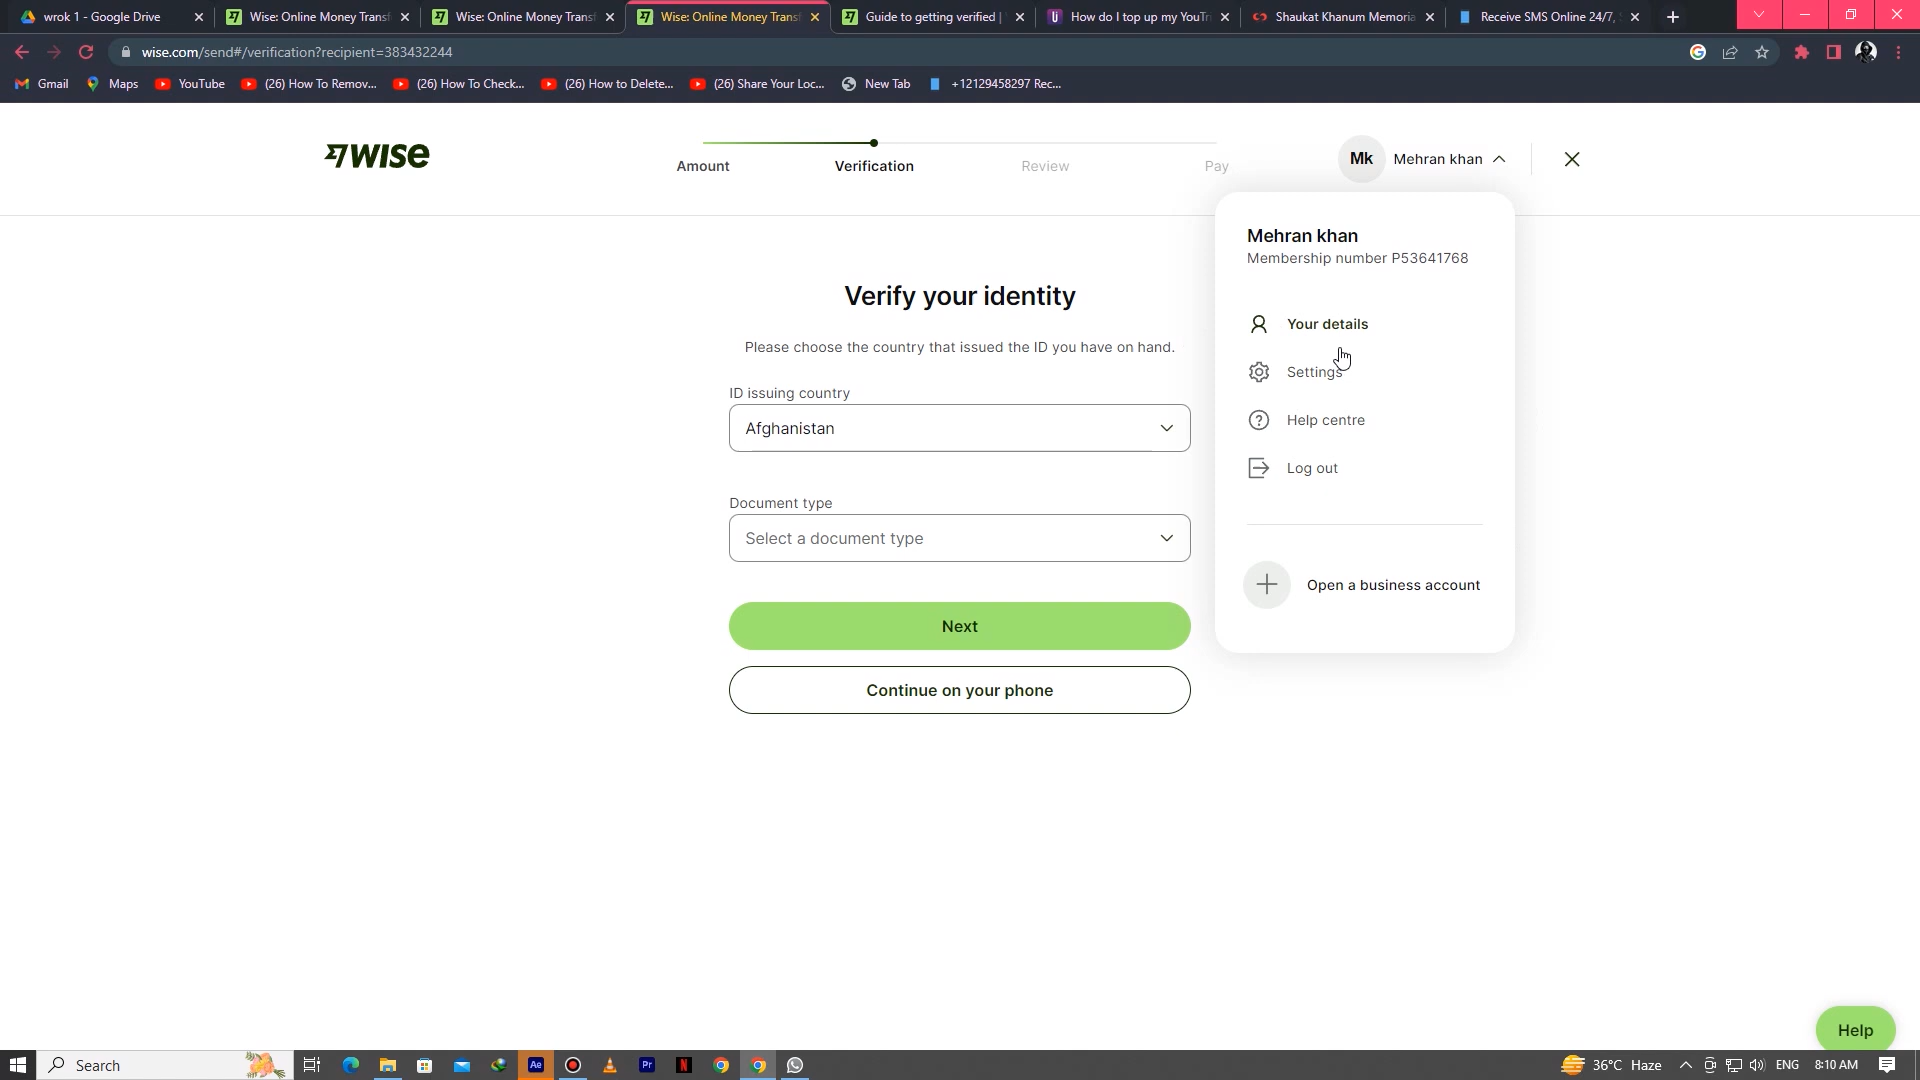 wrok 1 - Google Drive
Wise: Online Money Transf
Wise: Online Money Transf
Wise: Online Money Transf
Guide to getting verified |
How do I top up my YouTr
Shaukat Khanum Memoria
Receive SMS Online 24/7,
wise.com/send#/verification?recipient=383432244
Gmail
Maps
YouTube
(26) How To Remov...
(26) How To Check...
(26) How to Delete...
(26) Share Your Loc...
New Tab
+12129458297 Rec...
WISE
Amount
Verification
Review
Pay
Mk
Mehran khan
Mehran khan
Membership number P53641768
Your details
Settings
Help centre
Log out
Open a business account
Verify your identity
Please choose the country that issued the ID you have on hand.
ID issuing country
Afghanistan
Document type
Select a document type
Next
Continue on your phone
Help
Search
Ae
Pr
N
36°C Haze
ENG
8:10 AM